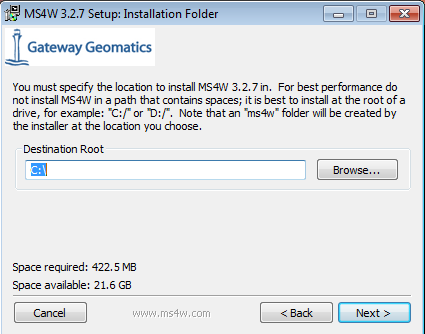 MS4W 3.2.7 Setup: Installation Folder
Gateway Geomatics
You must specify the location to install MS4W 3.2.7 in.  For best performance do
not install MS4W in a path that contains spaces; it is best to install at the root of a
drive, for example: "C:/" or "D:/".  Note that an "ms4w" folder will be created by
the installer at the location you choose.
Destination Root
C:\
Browse...
Space required: 422.5 MB
Space available: 21.6 GB
Cancel
www.ms4w.com
< Back
Next >